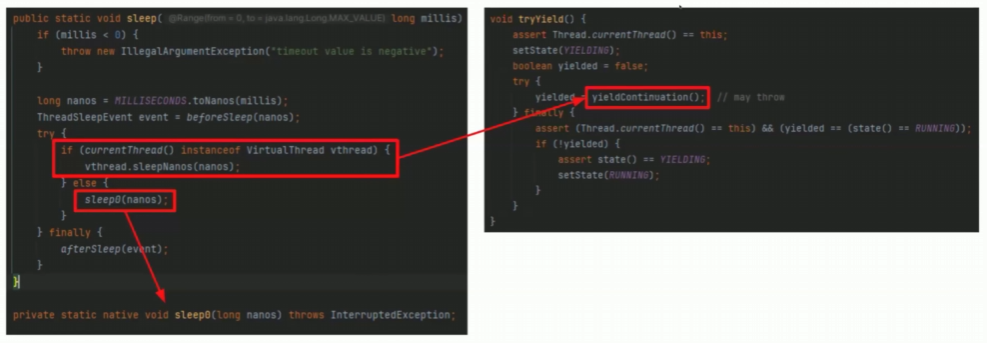 public static void sleep( @Range(from = 0, to = java.lang.Long.MAX_VALUE) long millis)
if (millis < 0) {
throw new IllegalArgumentException("timeout value is negative");
}
long nanos = MILLISECONDS.toNanos(millis);
ThreadSleepEvent event = beforeSleep(nanos);
try {
if (currentThread() instanceof VirtualThread vthread) {
vthread.sleepNanos(nanos);
} else {
sleep0(nanos);
}
} finally {
afterSleep(event);
}
}
private static native void sleep0(long nanos) throws InterruptedException;
void tryYield() {
assert Thread.currentThread() == this;
setState(YIELDING);
boolean yielded = false;
try {
yielded = yieldContinuation(); // may throw
} finally {
assert (Thread.currentThread() == this) && (yielded == (state() == RUNNING));
if (!yielded) {
assert state() == YIELDING;
setState(RUNNING);
}
}
}